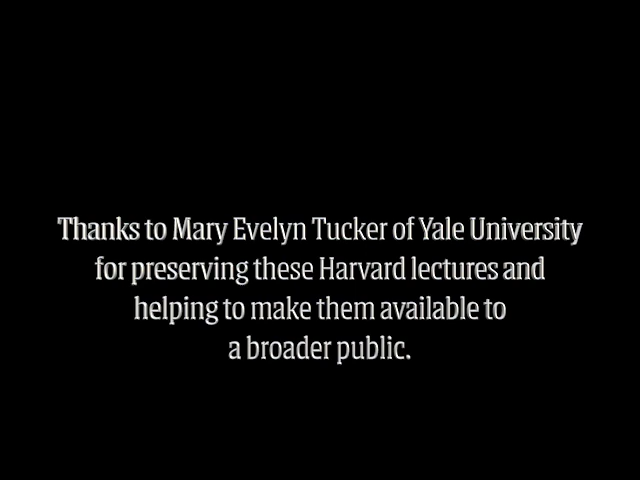 Thanks to Mary Evelyn Tucker of Yale University
for preserving these Harvard lectures and
helping to make them available to
a broader public.